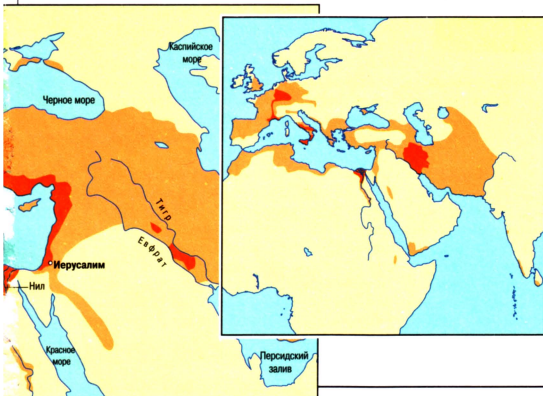 Каспийское
море
Черное море
Тигр
Евфрат
Иерусалим
Нил
Красное
море
Персидский
залив